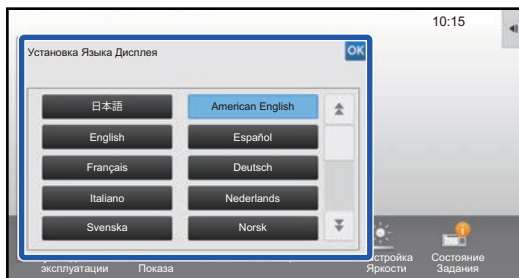 10:15
Установка Языка Дисплея
OK
日本語
American English
English
Español
Français
Deutsch
Italiano
Nederlands
Svenska
Norsk
эксплуатации
Показа
Яркости
Состояние
Задания